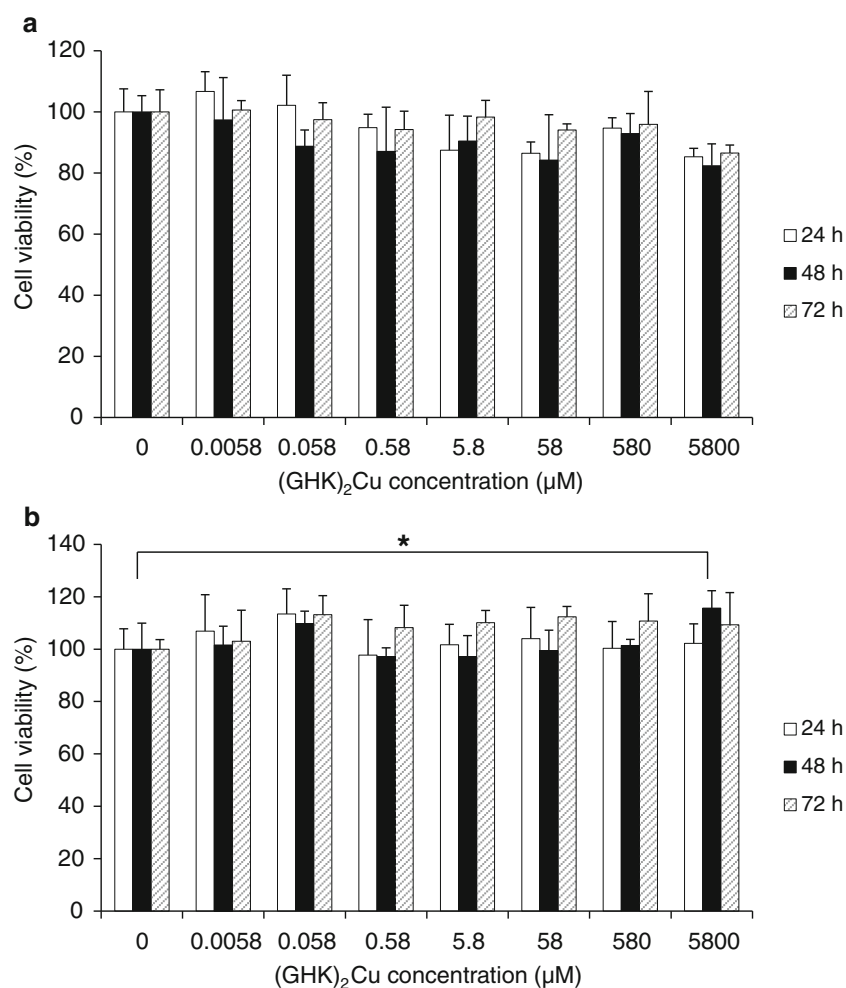 a
120
100
80
60
40
20
0
Cell viability (%)
0 0.0058 0.058 0.58 5.8 58 580 5800
(GHK)₂Cu concentration (µM)
24 h
48 h
72 h
b
140
120
100
80
60
40
20
0
Cell viability (%)
*
0 0.0058 0.058 0.58 5.8 58 580 5800
(GHK)₂Cu concentration (µM)
24 h
48 h
72 h